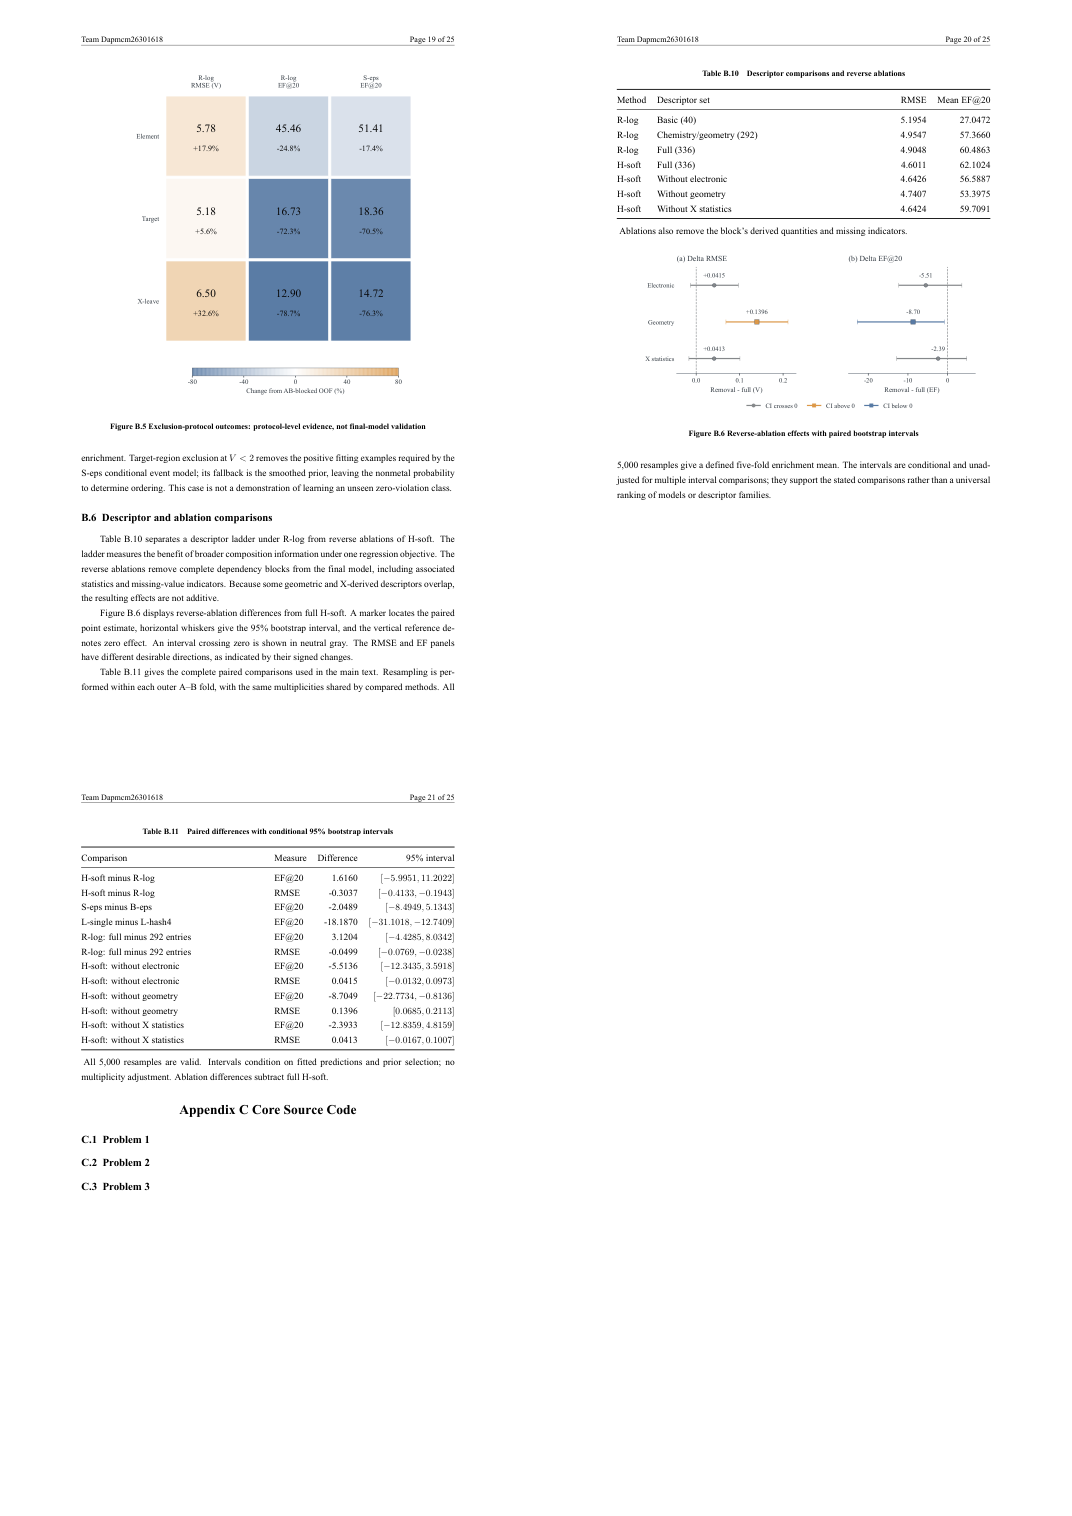 Team Dapmcm26301618 Page 19 of 25
R-log
RMSE (V)
R-log
EF@20
S-eps
EF@20
Element
5.78
+17.9%
45.46
-24.8%
51.41
-17.4%
Target
5.18
+5.6%
16.73
-72.3%
18.36
-70.5%
X-leave
6.50
+32.6%
12.90
-78.7%
14.72
-76.3%
-80 -40 0 40 80
Change from AB-blocked OOF (%)
Figure B.5 Exclusion-protocol outcomes: protocol-level evidence, not final-model validation
enrichment. Target-region exclusion at V < 2 removes the positive fitting examples required by the
S-eps conditional event model; its fallback is the smoothed prior, leaving the nonmetal probability
to determine ordering. This case is not a demonstration of learning an unseen zero-violation class.
B.6 Descriptor and ablation comparisons
Table B.10 separates a descriptor ladder under R-log from reverse ablations of H-soft. The
ladder measures the benefit of broader composition information under one regression objective. The
reverse ablations remove complete dependency blocks from the final model, including associated
statistics and missing-value indicators. Because some geometric and X-derived descriptors overlap,
the resulting effects are not additive.
Figure B.6 displays reverse-ablation differences from full H-soft. A marker locates the paired
point estimate, horizontal whiskers give the 95% bootstrap interval, and the vertical reference de-
notes zero effect. An interval crossing zero is shown in neutral gray. The RMSE and EF panels
have different desirable directions, as indicated by their signed changes.
Table B.11 gives the complete paired comparisons used in the main text. Resampling is per-
formed within each outer A–B fold, with the same multiplicities shared by compared methods. All
Team Dapmcm26301618 Page 20 of 25
Table B.10 Descriptor comparisons and reverse ablations
Method Descriptor set RMSE Mean EF@20
R-log Basic (40) 5.1954 27.0472
R-log Chemistry/geometry (292) 4.9547 57.3660
R-log Full (336) 4.9048 60.4863
H-soft Full (336) 4.6011 62.1024
H-soft Without electronic 4.6426 56.5887
H-soft Without geometry 4.7407 53.3975
H-soft Without X statistics 4.6424 59.7091
Ablations also remove the block's derived quantities and missing indicators.
(a) Delta RMSE
(b) Delta EF@20
Electronic +0.0415 -5.51
Geometry +0.1396 -8.70
X statistics +0.0413 -2.39
0.0 0.1 0.2
-20 -10 0
Removal - full (V)
Removal - full (EF)
CI crosses 0 CI above 0 CI below 0
Figure B.6 Reverse-ablation effects with paired bootstrap intervals
5,000 resamples give a defined five-fold enrichment mean. The intervals are conditional and unad-
justed for multiple interval comparisons; they support the stated comparisons rather than a universal
ranking of models or descriptor families.
Team Dapmcm26301618 Page 21 of 25
Table B.11 Paired differences with conditional 95% bootstrap intervals
Comparison Measure Difference 95% interval
H-soft minus R-log EF@20 1.6160 [−5.9951, 11.2022]
H-soft minus R-log RMSE -0.3037 [−0.4133, −0.1943]
S-eps minus B-eps EF@20 -2.0489 [−8.4949, 5.1343]
L-single minus L-hash4 EF@20 -18.1870 [−31.1018, −12.7409]
R-log: full minus 292 entries EF@20 3.1204 [−4.4285, 8.0342]
R-log: full minus 292 entries RMSE -0.0499 [−0.0769, −0.0238]
H-soft: without electronic EF@20 -5.5136 [−12.3435, 3.5918]
H-soft: without electronic RMSE 0.0415 [−0.0132, 0.0973]
H-soft: without geometry EF@20 -8.7049 [−22.7734, −0.8136]
H-soft: without geometry RMSE 0.1396 [0.0685, 0.2113]
H-soft: without X statistics EF@20 -2.3933 [−12.8359, 4.8159]
H-soft: without X statistics RMSE 0.0413 [−0.0167, 0.1007]
All 5,000 resamples are valid. Intervals condition on fitted predictions and prior selection; no
multiplicity adjustment. Ablation differences subtract full H-soft.
Appendix C Core Source Code
C.1 Problem 1
C.2 Problem 2
C.3 Problem 3